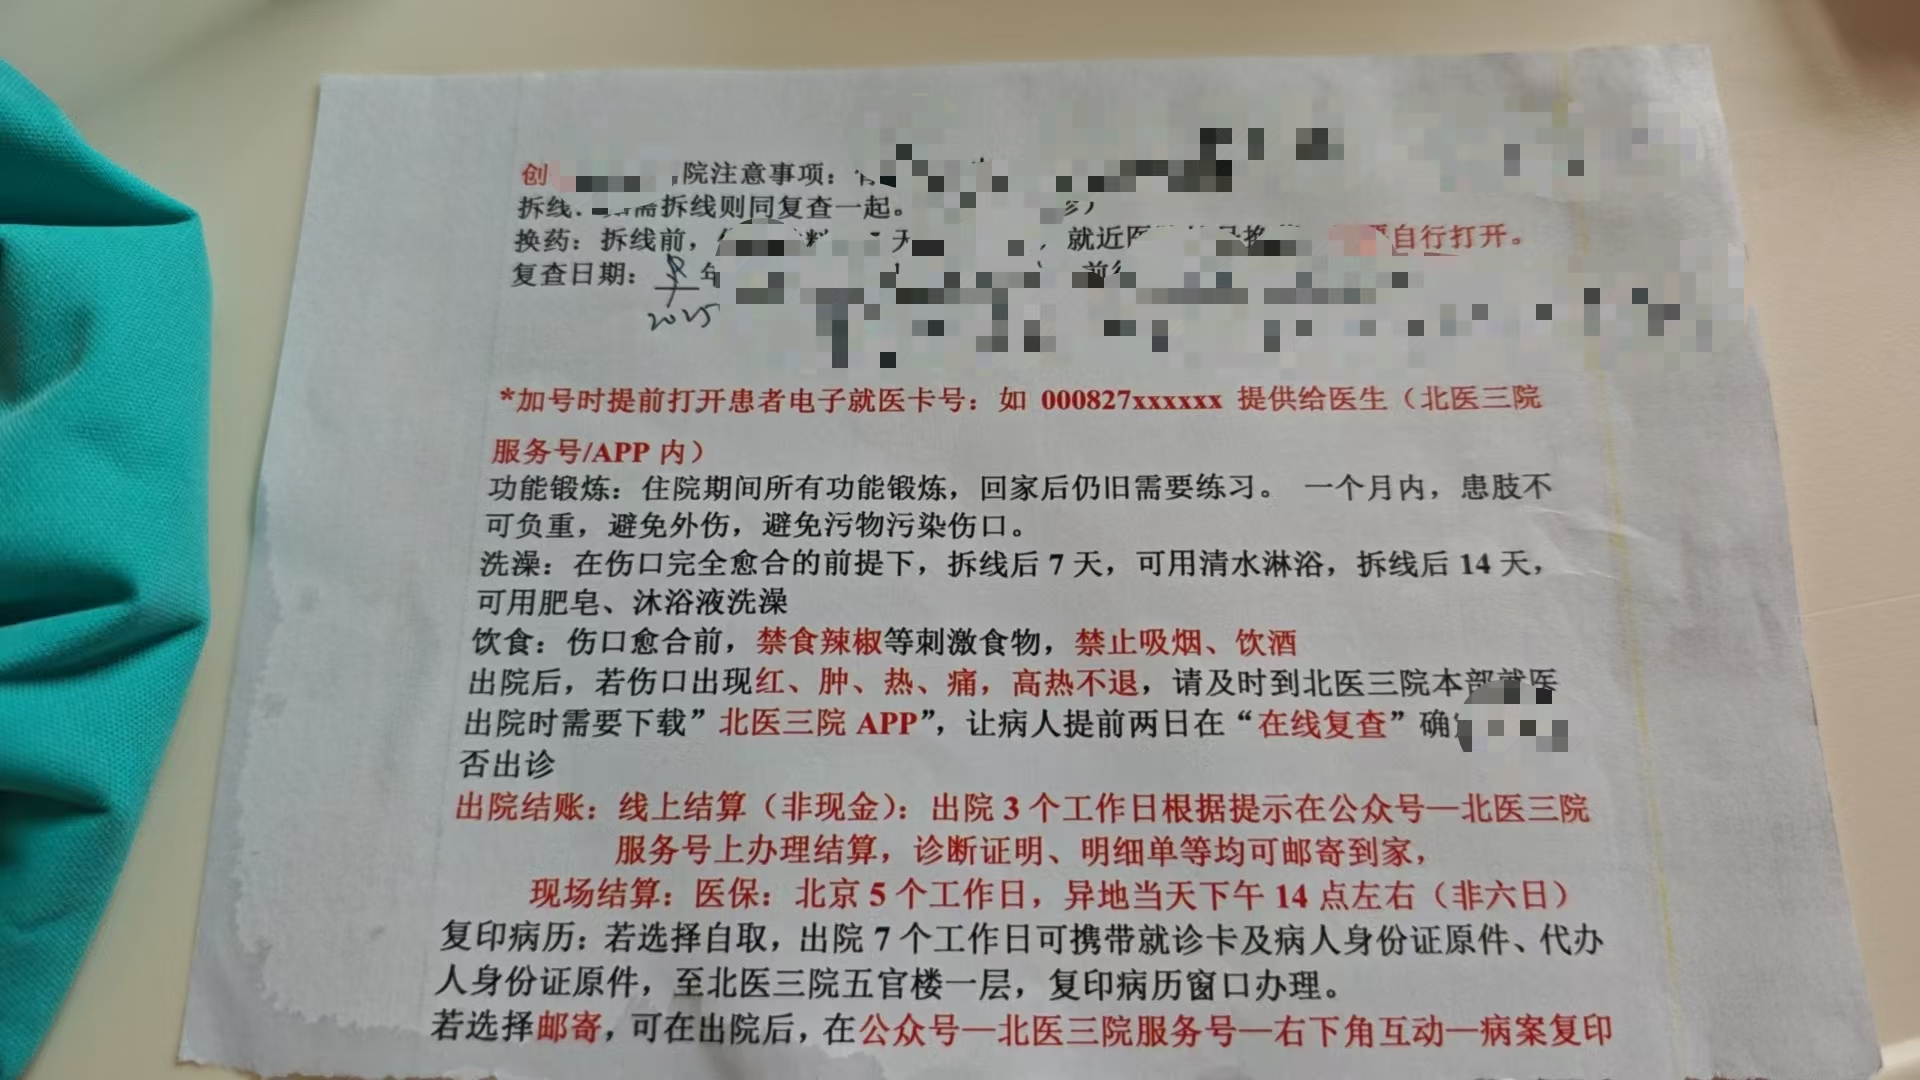 创 院注意事项：
拆线 需拆线则同复查一起。 诊）
换药：拆线前， 天 ，就近医 自行打开。
复查日期： 年 前往
2025
*加号时提前打开患者电子就医卡号：如 000827xxxxxx 提供给医生（北医三院
服务号/APP 内）
功能锻炼：住院期间所有功能锻炼，回家后仍旧需要练习。 一个月内，患肢不
可负重，避免外伤，避免污物污染伤口。
洗澡：在伤口完全愈合的前提下，拆线后 7 天，可用清水淋浴，拆线后 14 天，
可用肥皂、沐浴液洗澡
饮食：伤口愈合前，禁食辣椒等刺激食物，禁止吸烟、饮酒
出院后，若伤口出现红、肿、热、痛，高热不退，请及时到北医三院本部就医
出院时需要下载”北医三院 APP”，让病人提前两日在“在线复查”确
否出诊
出院结账：线上结算（非现金）：出院 3 个工作日根据提示在公众号—北医三院
服务号上办理结算，诊断证明、明细单等均可邮寄到家，
现场结算：医保：北京 5 个工作日，异地当天下午 14 点左右（非六日）
复印病历：若选择自取，出院 7 个工作日可携带就诊卡及病人身份证原件、代办
人身份证原件，至北医三院五官楼一层，复印病历窗口办理。
若选择邮寄，可在出院后，在公众号—北医三院服务号—右下角互动—病案复印